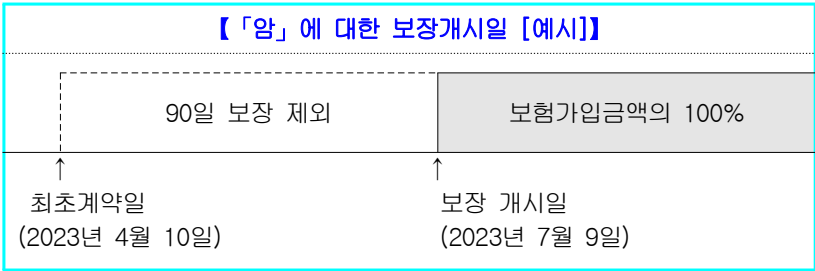 【「암」에 대한 보장개시일 [예시]】
90일 보장 제외
보험가입금액의 100%
최초계약일
(2023년 4월 10일)
보장 개시일
(2023년 7월 9일)